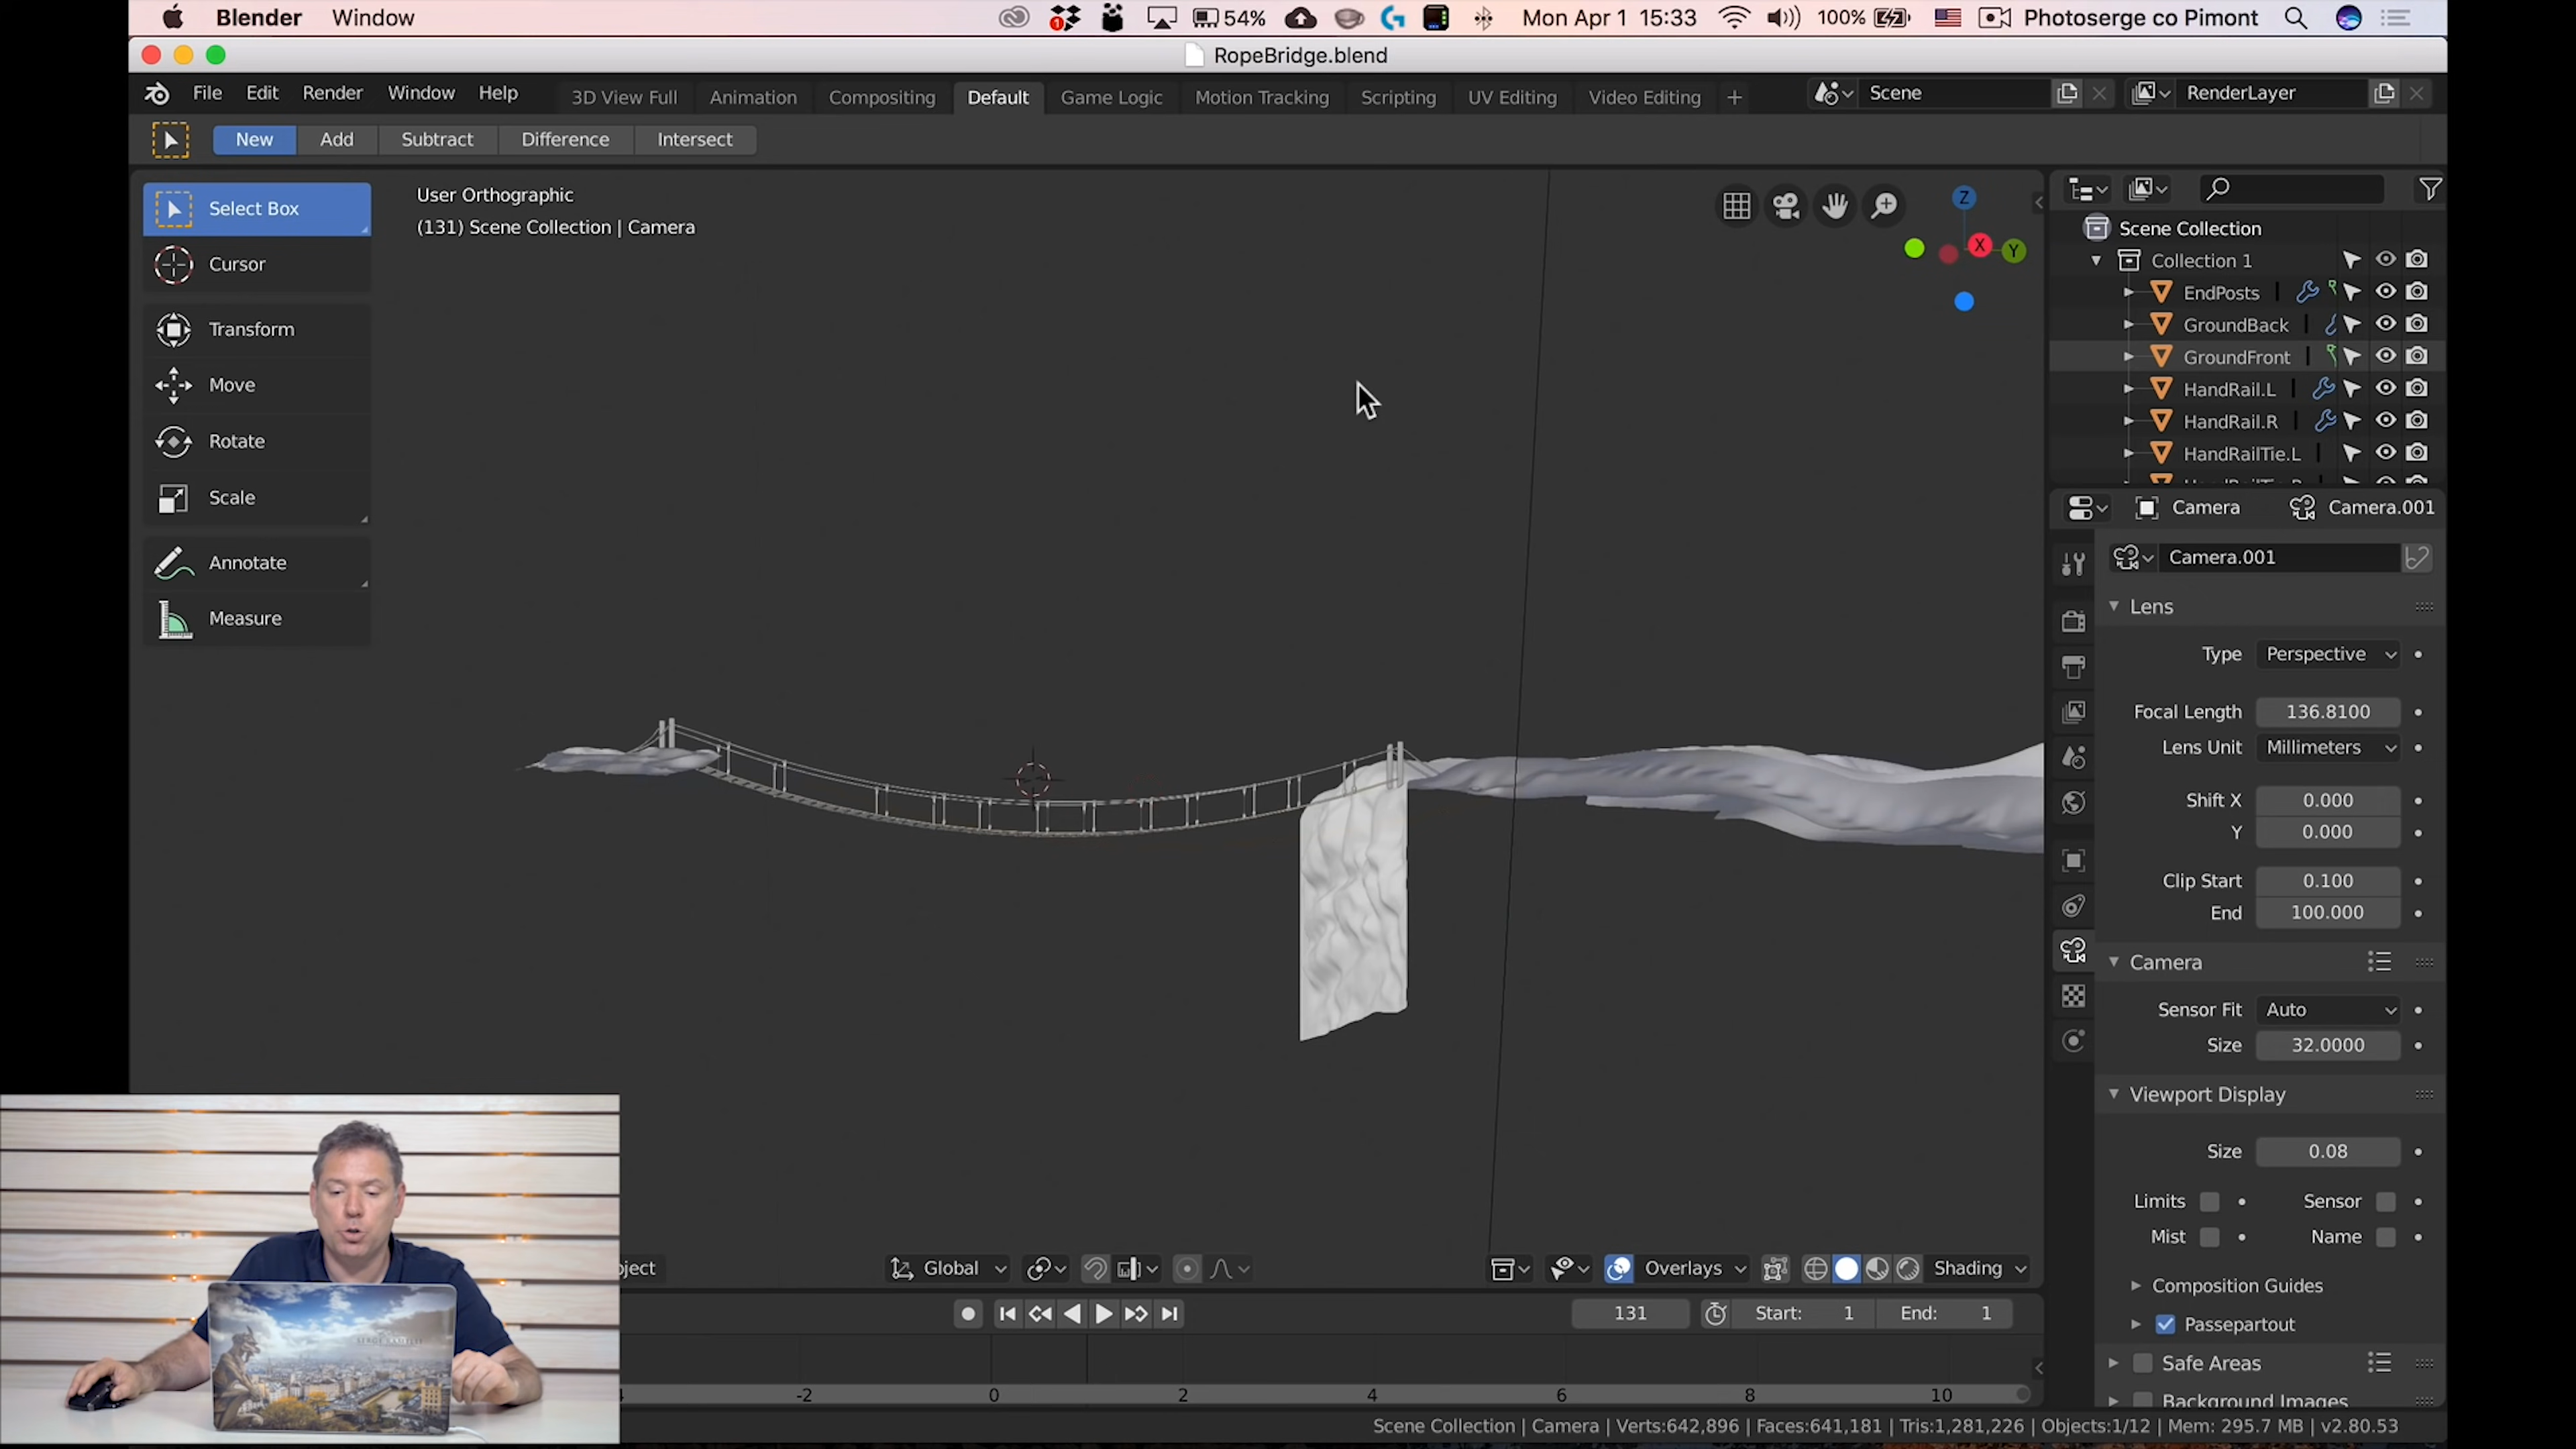 Blender Window 54% Mon Apr 1 15:33 100% Photoserge co Pimont
RopeBridge.blend
File Edit Render Window Help 3D View Full Animation Compositing Default Game Logic Motion Tracking Scripting UV Editing Video Editing + Scene RenderLayer
New Add Subtract Difference Intersect
Select Box
Cursor
Transform
Move
Rotate
Scale
Annotate
Measure
User Orthographic
(131) Scene Collection | Camera
Z
X
Y
Scene Collection
Collection 1
EndPosts
GroundBack
GroundFront
HandRail.L
HandRail.R
HandRailTie.L
Camera Camera.001
Camera.001
Lens
Type Perspective
Focal Length 136.8100
Lens Unit Millimeters
Shift X 0.000
Y 0.000
Clip Start 0.100
End 100.000
Camera
Sensor Fit Auto
Size 32.0000
Viewport Display
Size 0.08
Limits Sensor
Mist Name
Composition Guides
Passepartout
Safe Areas
Background Images
ject Global Overlays Shading
131 Start: 1 End: 1
-2 0 2 4 6 8 10
Scene Collection | Camera | Verts:642,896 | Faces:641,181 | Tris:1,281,226 | Objects:1/12 | Mem: 295.7 MB | v2.80.53